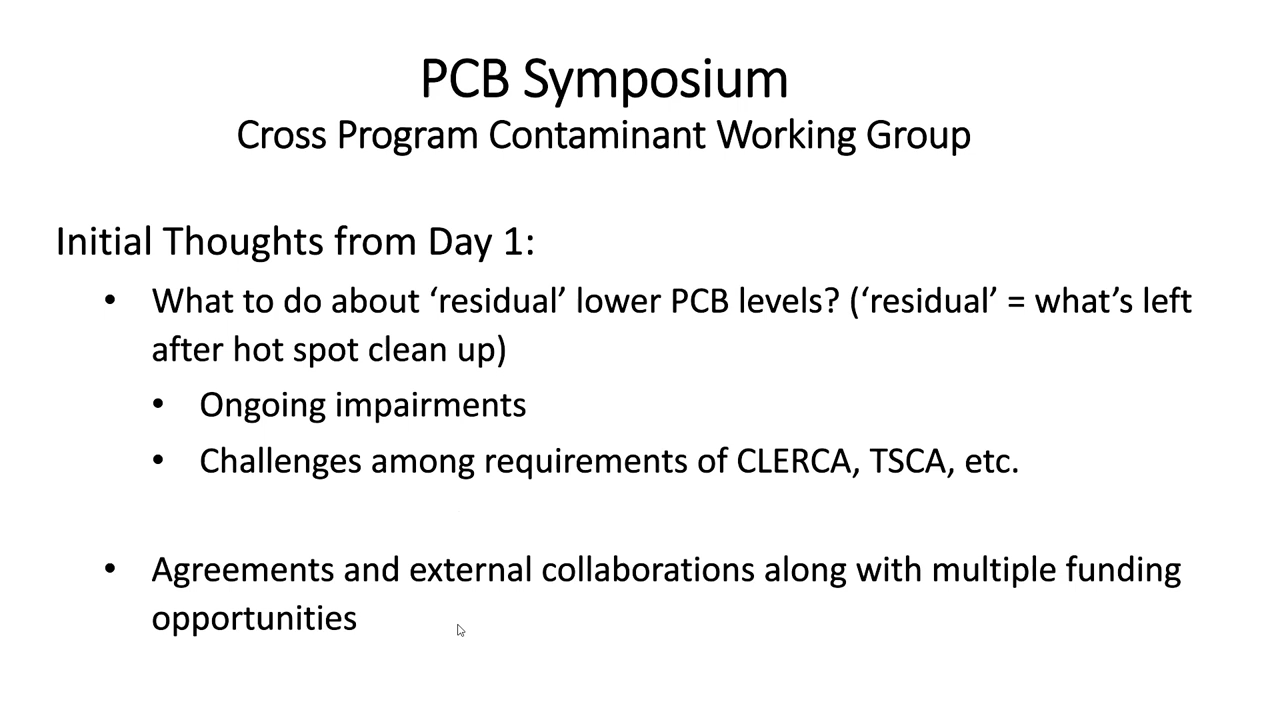 PCB Symposium
Cross Program Contaminant Working Group
Initial Thoughts from Day 1:
• What to do about ‘residual’ lower PCB levels? (‘residual’ = what’s left
after hot spot clean up)
• Ongoing impairments
• Challenges among requirements of CLERCA, TSCA, etc.
• Agreements and external collaborations along with multiple funding
opportunities